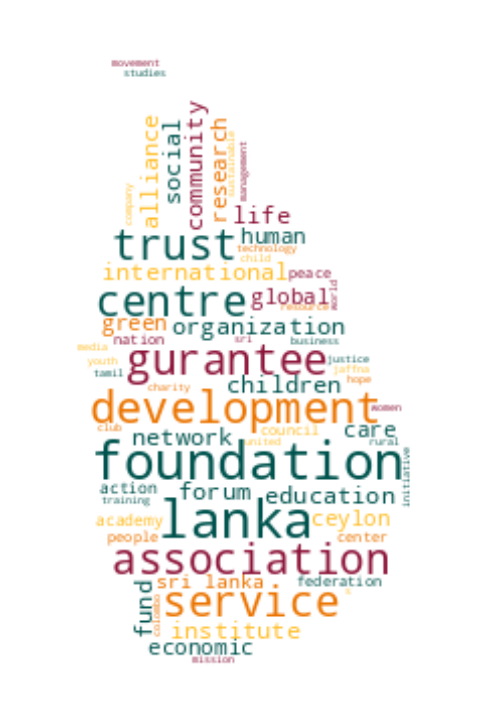 movement
studies
alliance
social
community
research
sustainable
management
company
life
trust
human
technology
child
international
peace
centre
global
world
resource
green
organization
nation
sri
business
media
gurantee
justice
youth
jaffna
tamil
children
hope
charity
development
women
club
network
council
care
united
rural
foundation
initiative
action
forum
education
training
lanka
academy
ceylon
people
center
association
sri lanka
federation
fund
colombo
service
institute
economic
mission